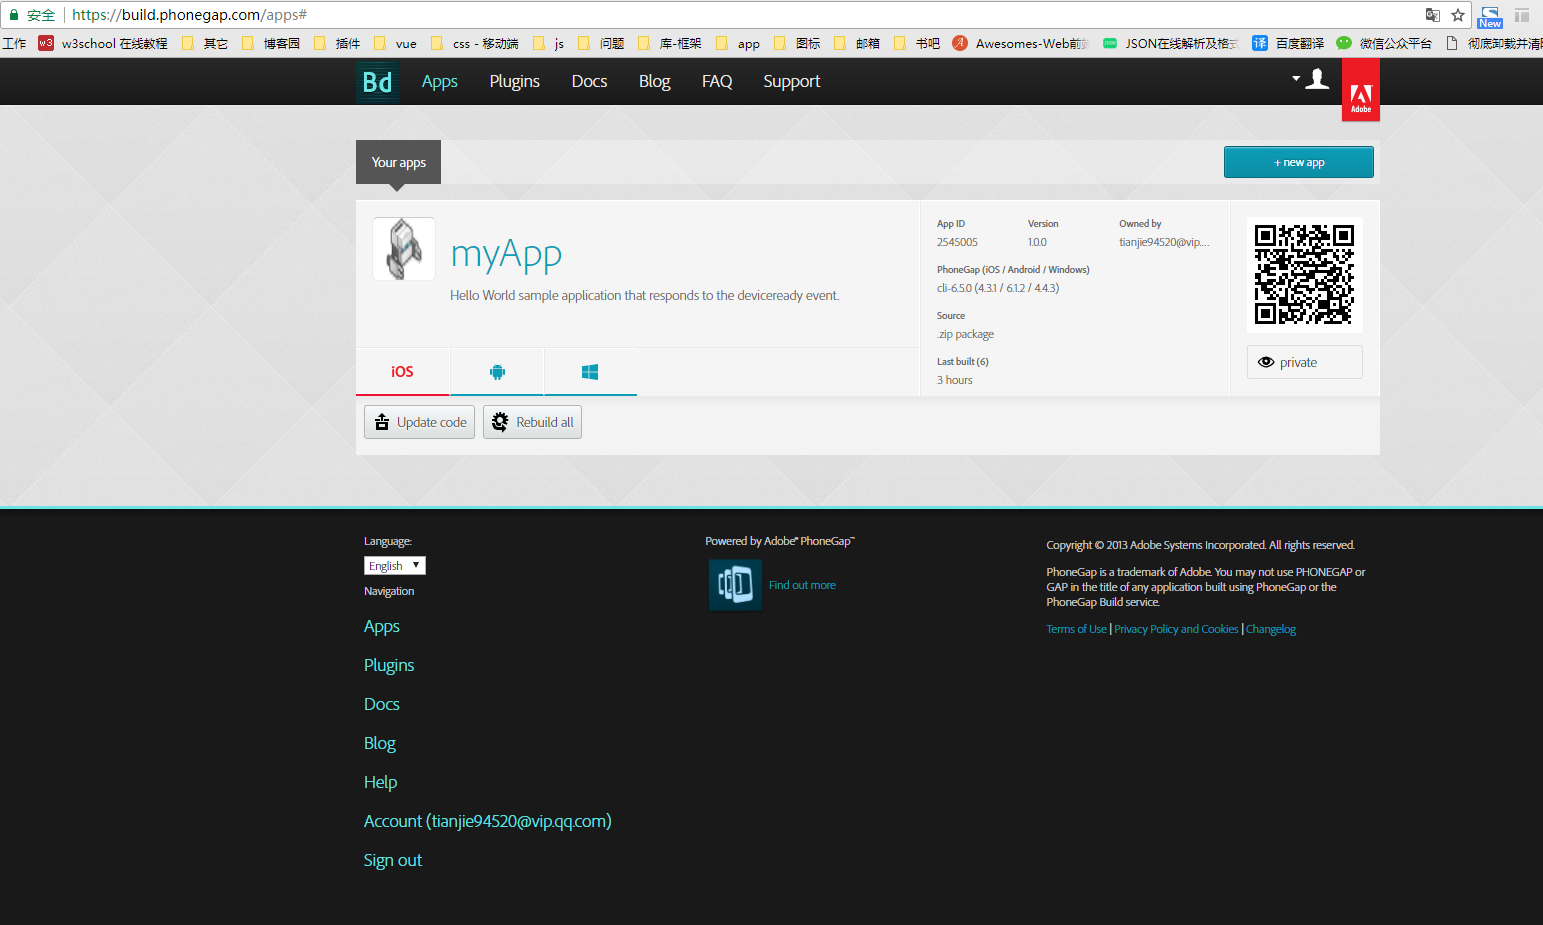 安全 https://build.phonegap.com/apps#
New
工作 w3 w3school 在线教程 其它 博客园 插件 vue css - 移动端 js 问题 库-框架 app 图标 邮箱 书吧 Awesomes-Web前 JSON在线解析及格式 译 百度翻译 微信公众平台 彻底卸载并清
Bd Apps Plugins Docs Blog FAQ Support
Adobe
Your apps + new app
myApp
Hello World sample application that responds to the deviceready event.
App ID Version Owned by
2545005 1.0.0 tianjie94520@vip....
PhoneGap (iOS / Android / Windows)
cli-6.5.0 (4.3.1 / 6.1.2 / 4.4.3)
Source
.zip package
Last built (6)
3 hours
private
iOS
Update code Rebuild all
Language:
English
Navigation
Apps
Plugins
Docs
Blog
Help
Account (tianjie94520@vip.qq.com)
Sign out
Powered by Adobe® PhoneGap™
Find out more
Copyright © 2013 Adobe Systems Incorporated. All rights reserved.
PhoneGap is a trademark of Adobe. You may not use PHONEGAP or
GAP in the title of any application built using PhoneGap or the
PhoneGap Build service.
Terms of Use | Privacy Policy and Cookies | Changelog